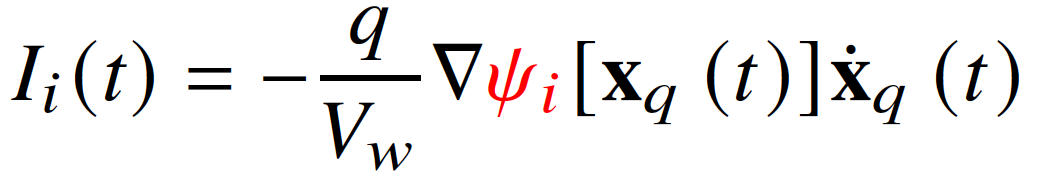 I_i(t) = -\frac{q}{V_w} \nabla \psi_i [\mathbf{x}_q (t)] \dot{\mathbf{x}}_q (t)